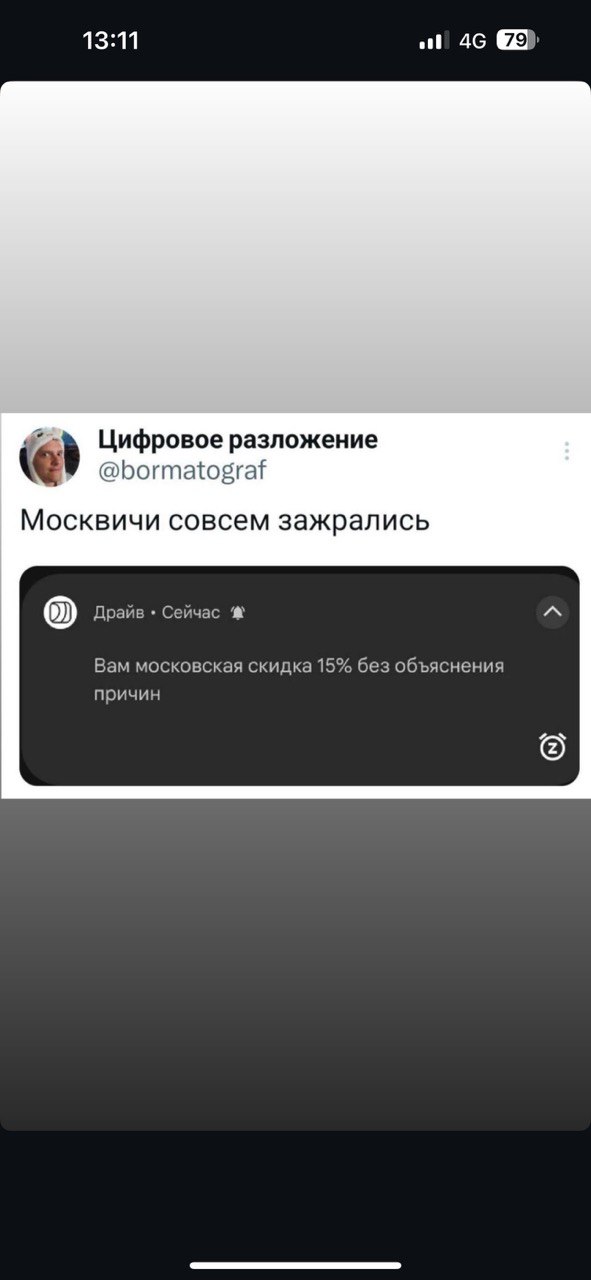 13:11
4G 79
Цифровое разложение
@bormatograf
Москвичи совсем зажрались
Драйв • Сейчас
Вам московская скидка 15% без объяснения
причин